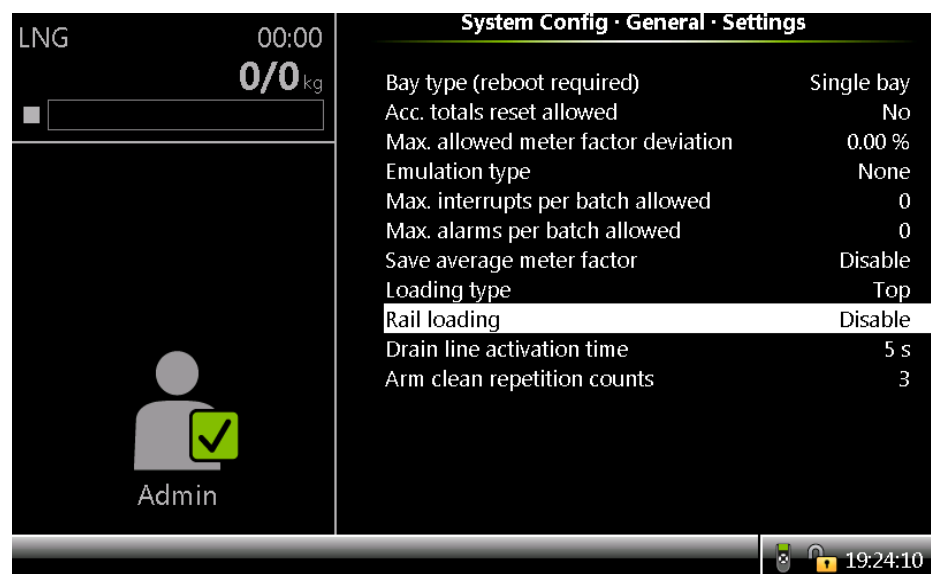 LNG 00:00
0/0 kg
Admin
System Config · General · Settings
Bay type (reboot required) Single bay
Acc. totals reset allowed No
Max. allowed meter factor deviation 0.00 %
Emulation type None
Max. interrupts per batch allowed 0
Max. alarms per batch allowed 0
Save average meter factor Disable
Loading type Top
Rail loading Disable
Drain line activation time 5 s
Arm clean repetition counts 3
19:24:10